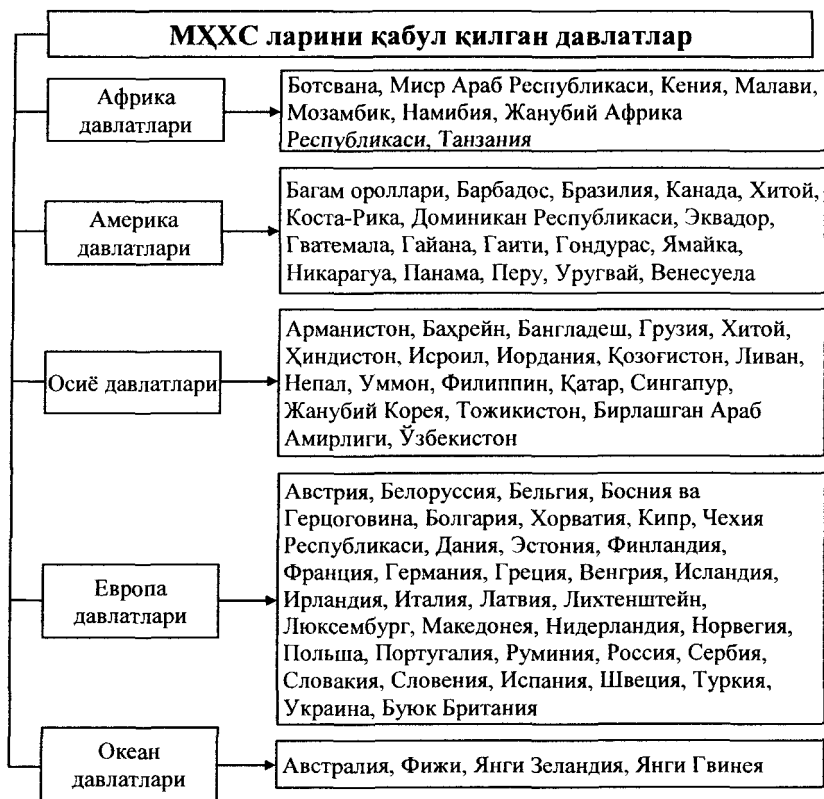 МҲХС ларини қабул қилган давлатлар
Африка
давлатлари
Ботсвана, Миср Араб Республикаси, Кения, Малави,
Мозамбик, Намибия, Жанубий Африка
Республикаси, Танзания
Америка
давлатлари
Багам ороллари, Барбадос, Бразилия, Канада, Хитой,
Коста-Рика, Доминикан Республикаси, Эквадор,
Гватемала, Гайана, Гаити, Гондурас, Ямайка,
Никарагуа, Панама, Перу, Уругвай, Венесуела
Осиё давлатлари
Арманистон, Баҳрейн, Бангладеш, Грузия, Хитой,
Ҳиндистон, Исроил, Иордания, Қозоғистон, Ливан,
Непал, Уммон, Филиппин, Қатар, Сингапур,
Жанубий Корея, Тожикистон, Бирлашган Араб
Амирлиги, Ўзбекистон
Европа
давлатлари
Австрия, Белоруссия, Бельгия, Босния ва
Герцоговина, Болгария, Хорватия, Кипр, Чехия
Республикаси, Дания, Эстония, Финландия,
Франция, Германия, Греция, Венгрия, Исландия,
Ирландия, Италия, Латвия, Лихтенштейн,
Люксембург, Македонея, Нидерландия, Норвегия,
Польша, Португалия, Руминия, Россия, Сербия,
Словакия, Словения, Испания, Швеция, Туркия,
Украина, Буюк Британия
Океан
давлатлари
Австралия, Фижи, Янги Зеландия, Янги Гвинея